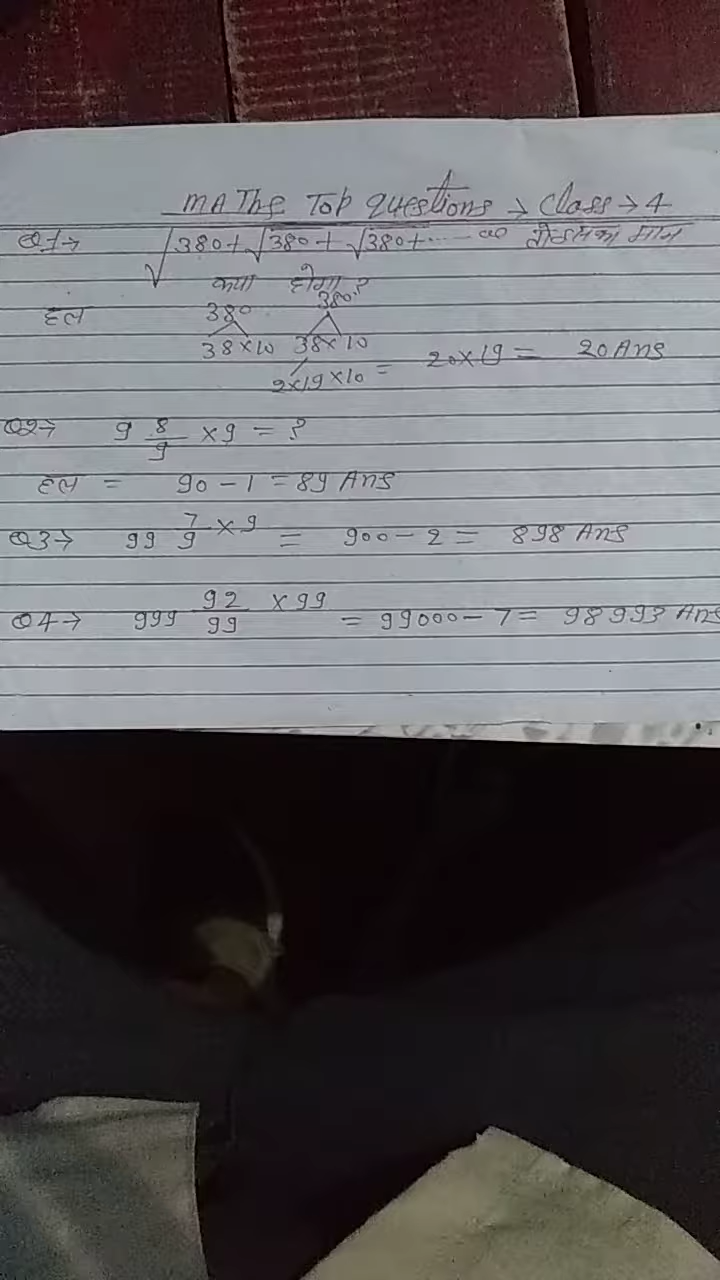 MATHs Top Questions → Class → 4
Q1→ √380+√380+√380+.....∞ तो इसका मान
क्या होगा ?
हल 380 380
38×10 38×10
2×19×10 = 20×19 = 20 Ans
Q2→ 9 8/9 ×9 = ?
हल = 90-1 = 89 Ans
Q3→ 99 7/9 ×9 = 900-2 = 898 Ans
Q4→ 999 92/99 ×99 = 99000-7 = 98993 Ans